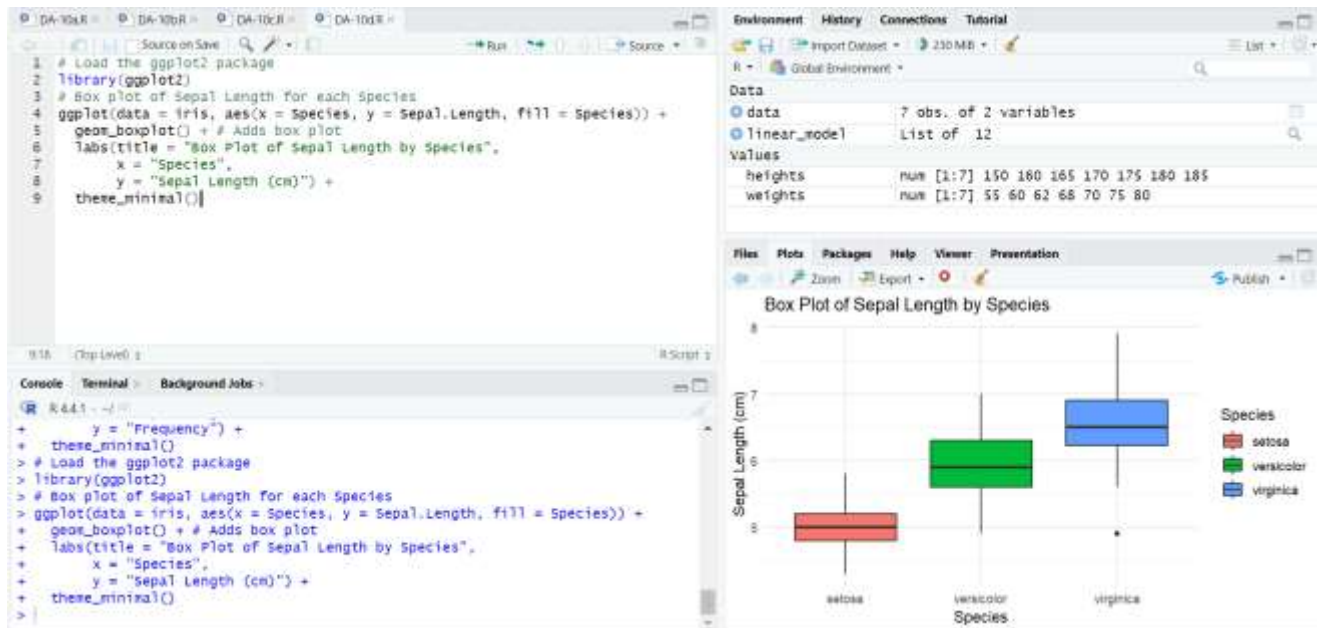 DA-10a.R DA-10b.R DA-10c.R DA-10d.R
Source on Save Run Source
1 # Load the ggplot2 package
2 library(ggplot2)
3 # Box plot of Sepal Length for each Species
4 ggplot(data = iris, aes(x = Species, y = Sepal.Length, fill = Species)) +
5 geom_boxplot() + # Adds box plot
6 labs(title = "Box Plot of Sepal Length by Species",
7 x = "Species",
8 y = "Sepal Length (cm)") +
9 theme_minimal()
9:18 (Top Level) R Script
Console Terminal Background Jobs
R 4.4.1 · ~/
+ y = "Frequency") +
+ theme_minimal()
> # Load the ggplot2 package
> library(ggplot2)
> # Box plot of Sepal Length for each Species
> ggplot(data = iris, aes(x = Species, y = Sepal.Length, fill = Species)) +
+ geom_boxplot() + # Adds box plot
+ labs(title = "Box Plot of Sepal Length by Species",
+ x = "Species",
+ y = "Sepal Length (cm)") +
+ theme_minimal()
>
Environment History Connections Tutorial
Import Dataset 230 MiB List
R Global Environment
Data
data 7 obs. of 2 variables
linear_model List of 12
Values
heights num [1:7] 150 160 165 170 175 180 185
weights num [1:7] 55 60 62 68 70 75 80
Files Plots Packages Help Viewer Presentation
Zoom Export Publish
Box Plot of Sepal Length by Species
8
7
6
5
Sepal Length (cm)
setosa versicolor virginica
Species
Species
setosa
versicolor
virginica